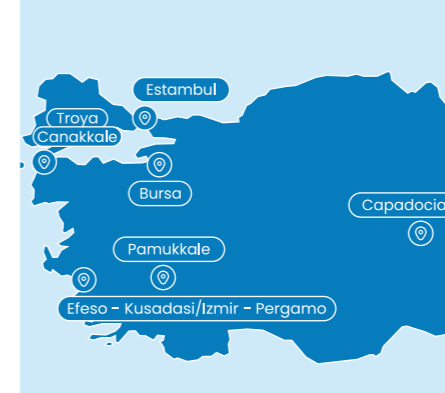 Estambul
Troya
Canakkale
Bursa
Capadocia
Pamukkale
Efeso - Kusadasi/Izmir - Pergamo